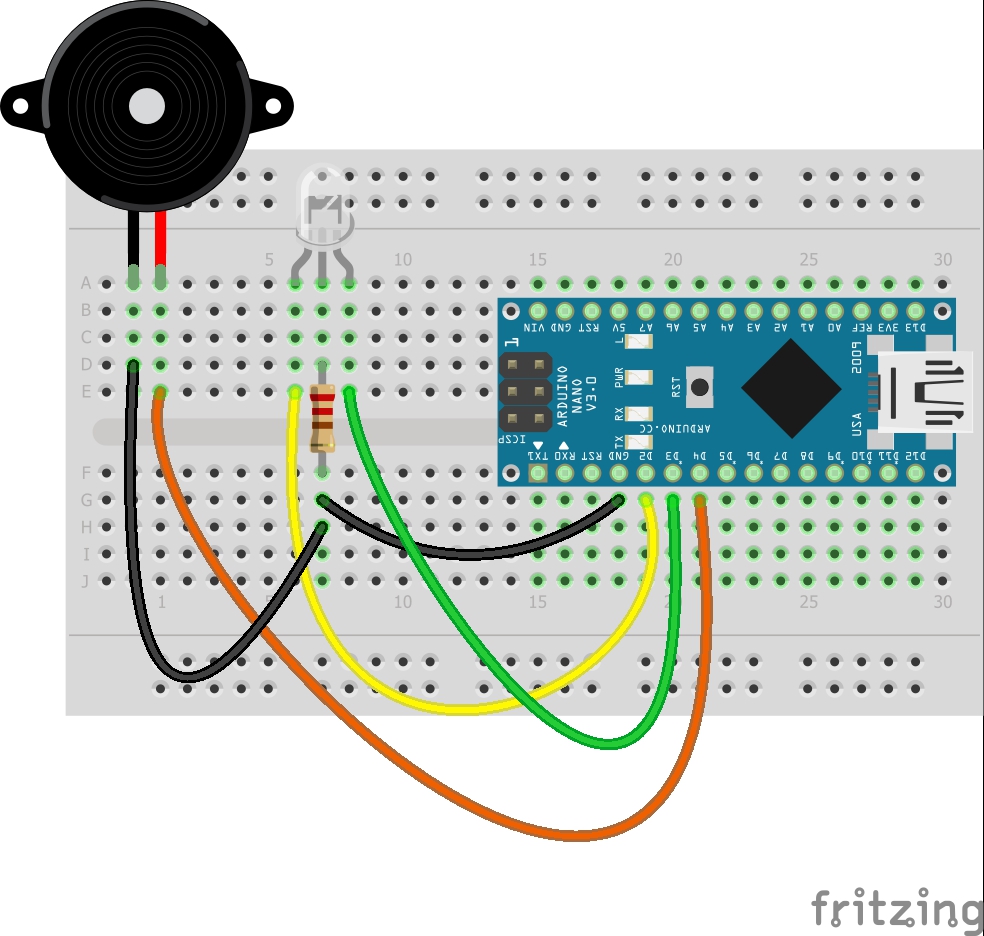 5 10 15 20 25 30
A
B
C
D
E
F
G
H
I
J
VIN GND RST 5V A7 A6 A5 A4 A3 A2 A1 A0 REF 3V3 D13
L
PWR
RX
TX
1
ICSP
ARDUINO
NANO
V3.0
RST
ARDUINO.CC
2009
USA
TX1 RX0 RST GND D2 D3 D4 D5 D6 D7 D8 D9 D10 D11 D12
1 5 10 15 20 25 30
fritzing